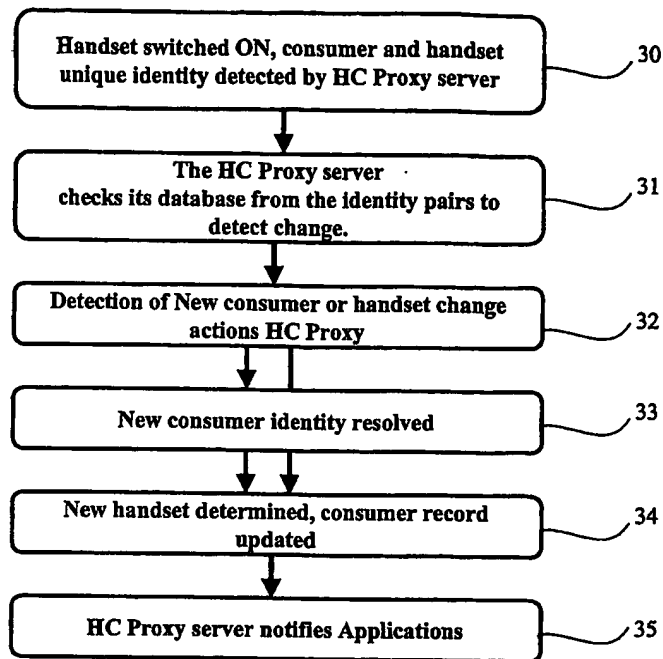 Handset switched ON, consumer and handset
unique identity detected by HC Proxy server
30
The HC Proxy server
checks its database from the identity pairs to
detect change.
31
Detection of New consumer or handset change
actions HC Proxy
32
New consumer identity resolved
33
New handset determined, consumer record
updated
34
HC Proxy server notifies Applications
35